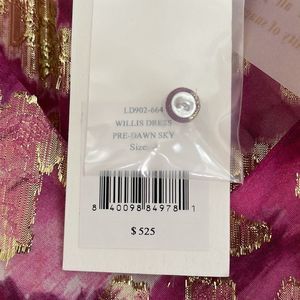 LD902-664
WILLIS DRESS
PRE-DAWN SKY
Size:
8 40098 84978 1
$ 525